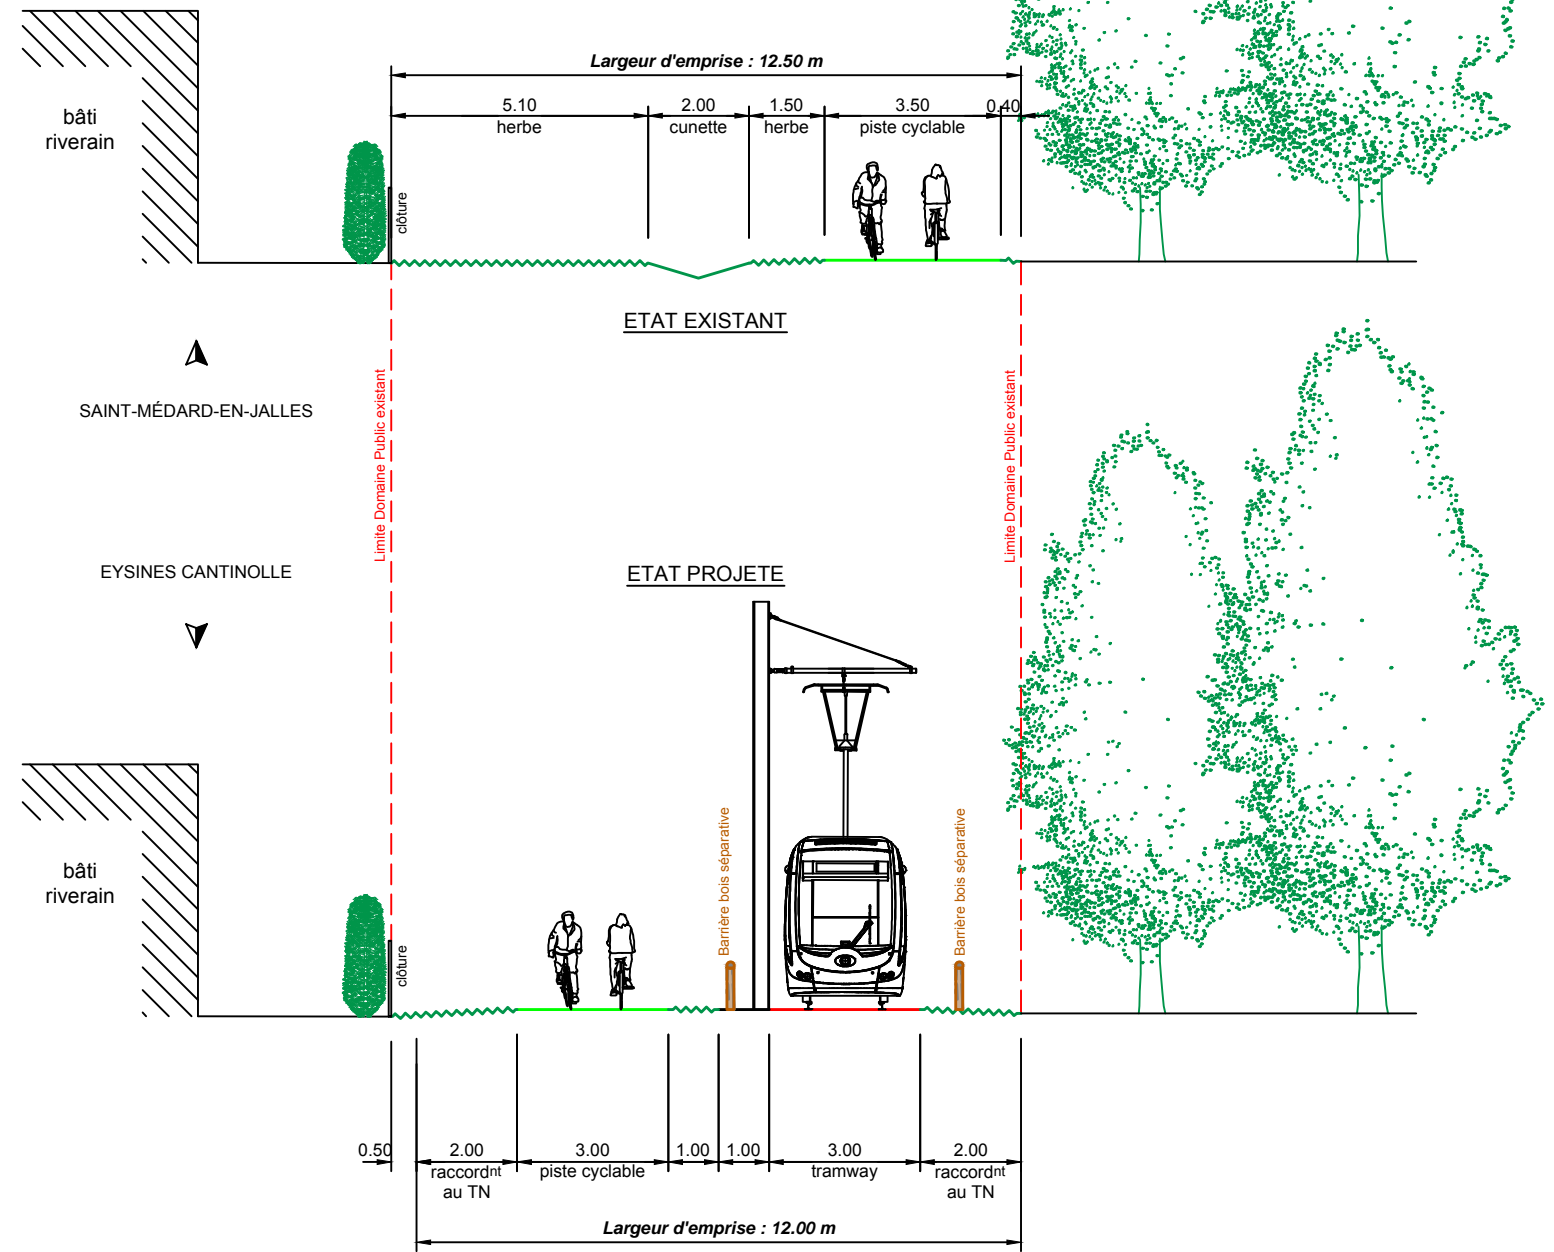 Largeur d'emprise : 12.50 m
5.10
2.00
1.50
3.50
0.40
herbe
cunette
herbe
piste cyclable
bâti
riverain
clôture
ETAT EXISTANT
SAINT-MÉDARD-EN-JALLES
Limite Domaine Public existant
Limite Domaine Public existant
EYSINES CANTINOLLE
ETAT PROJETE
Barrière bois séparative
Barrière bois séparative
bâti
riverain
clôture
0.50
2.00
3.00
1.00
1.00
3.00
2.00
raccordnt
au TN
piste cyclable
tramway
raccordnt
au TN
Largeur d'emprise : 12.00 m